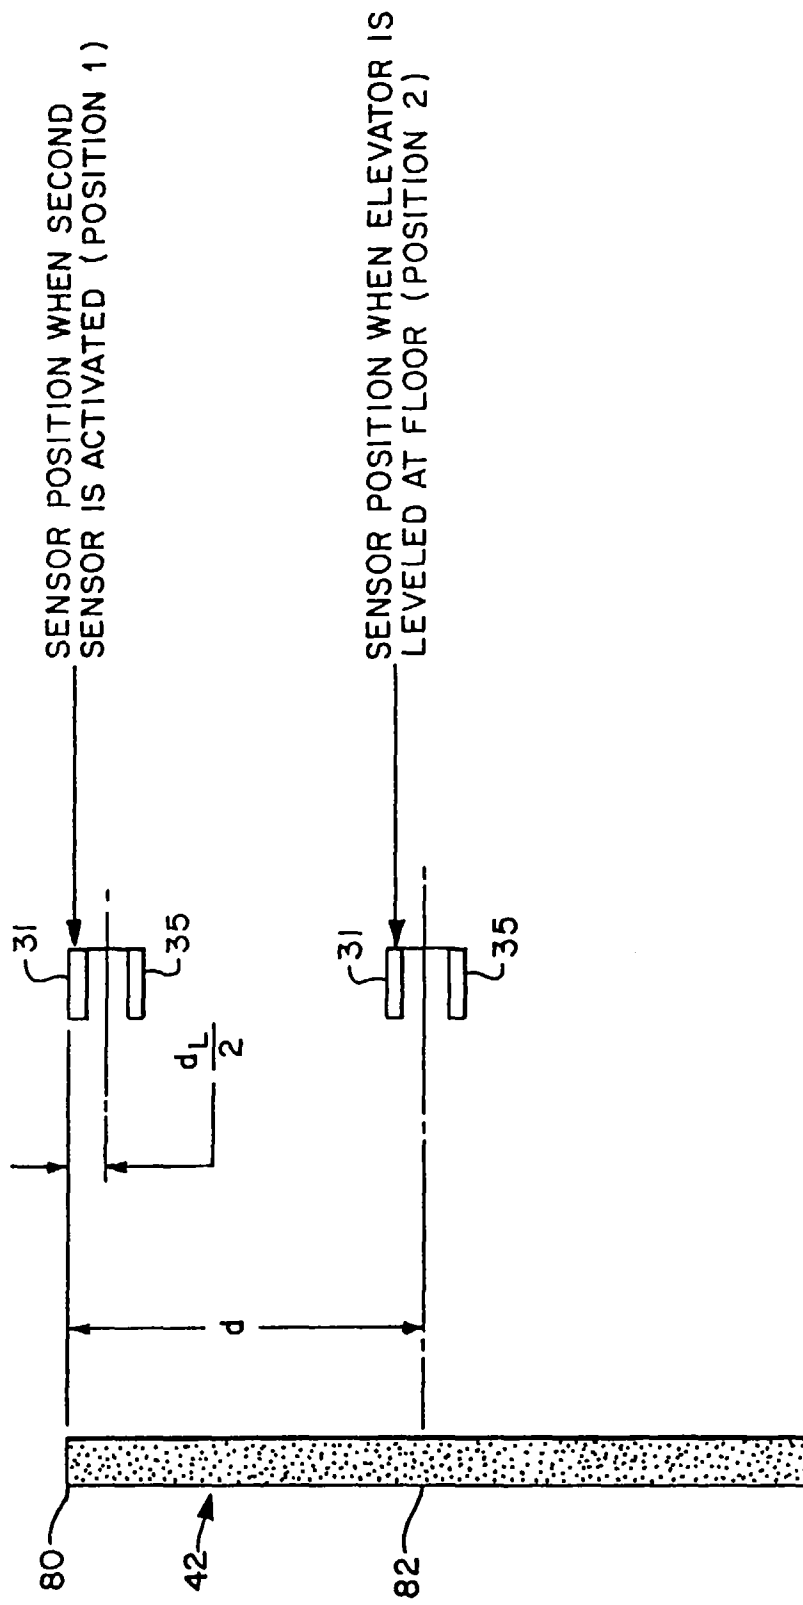 SENSOR POSITION WHEN SECOND
SENSOR IS ACTIVATED (POSITION 1)
SENSOR POSITION WHEN ELEVATOR IS
LEVELED AT FLOOR (POSITION 2)
31
35
31
35
dL/2
d
80
42
82